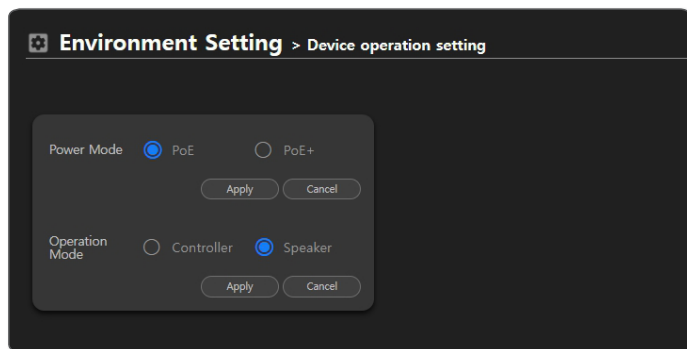 Environment Setting > Device operation setting
Power Mode PoE PoE+
Apply Cancel
Operation
Mode Controller Speaker
Apply Cancel